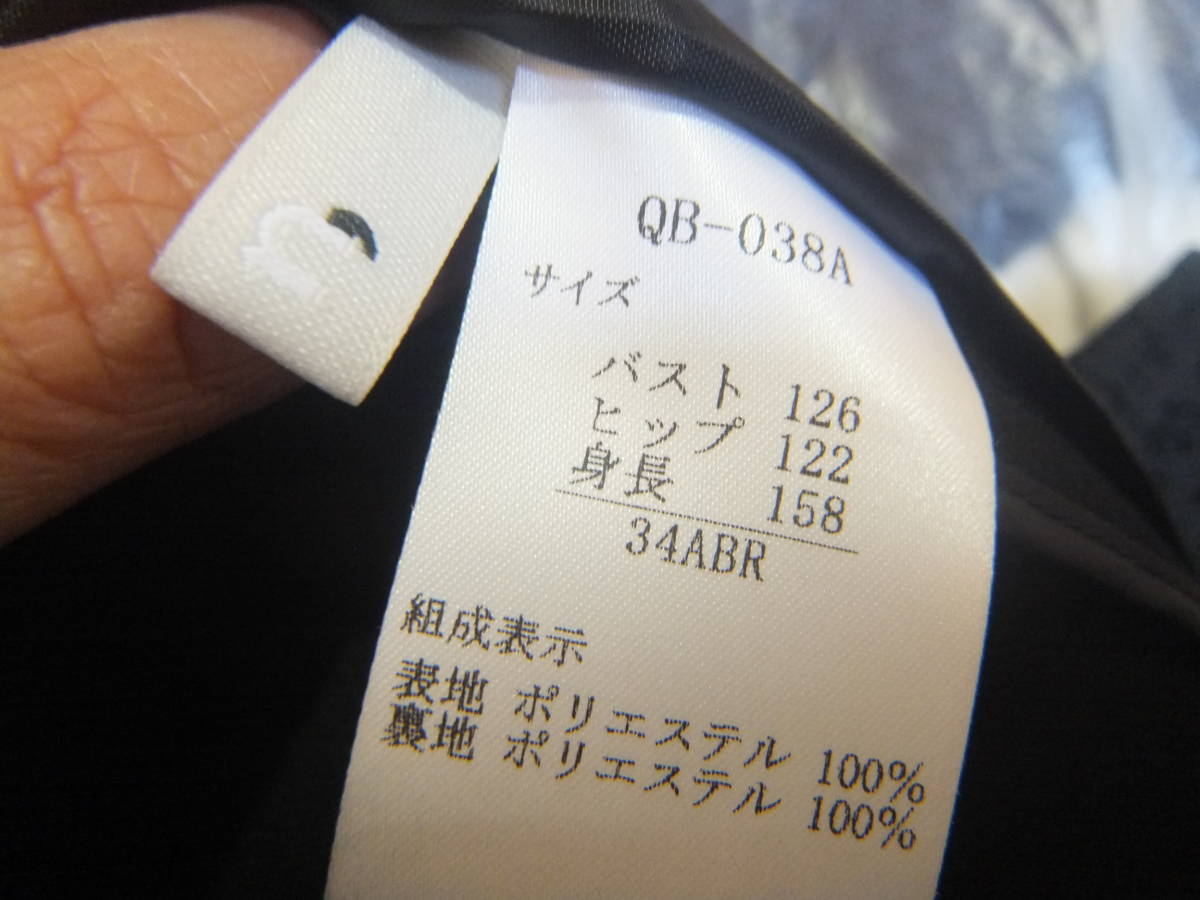 QB-038A
サイズ
バスト 126
ヒップ 122
身長 158
34ABR
組成表示
表地 ポリエステル 100%
裏地 ポリエステル 100%